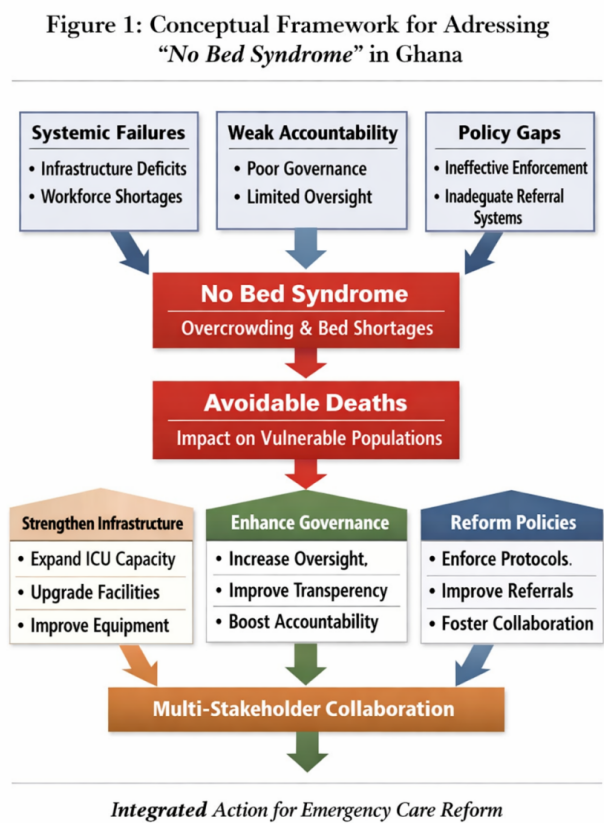 Figure 1: Conceptual Framework for Adressing
"No Bed Syndrome" in Ghana
Systemic Failures
• Infrastructure Deficits
• Workforce Shortages
Weak Accountability
• Poor Governance
• Limited Oversight
Policy Gaps
• Ineffective Enforcement
• Inadequate Referral
Systems
No Bed Syndrome
Overcrowding & Bed Shortages
Avoidable Deaths
Impact on Vulnerable Populations
Strengthen Infrastructure
• Expand ICU Capacity
• Upgrade Facilities
• Improve Equipment
Enhance Governance
• Increase Oversight,
• Improve Transperency
• Boost Accountability
Reform Policies
• Enforce Protocols.
• Improve Referrals
• Foster Collaboration
Multi-Stakeholder Collaboration
Integrated Action for Emergency Care Reform